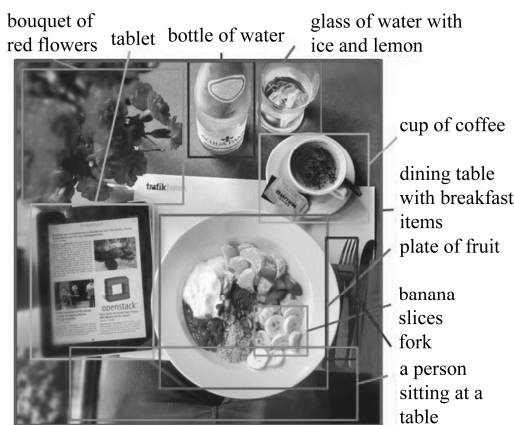 bouquet of
red flowers
tablet
bottle of water
glass of water with
ice and lemon
cup of coffee
dining table
with breakfast
items
plate of fruit
banana
slices
fork
a person
sitting at a
table
trafik
openstack